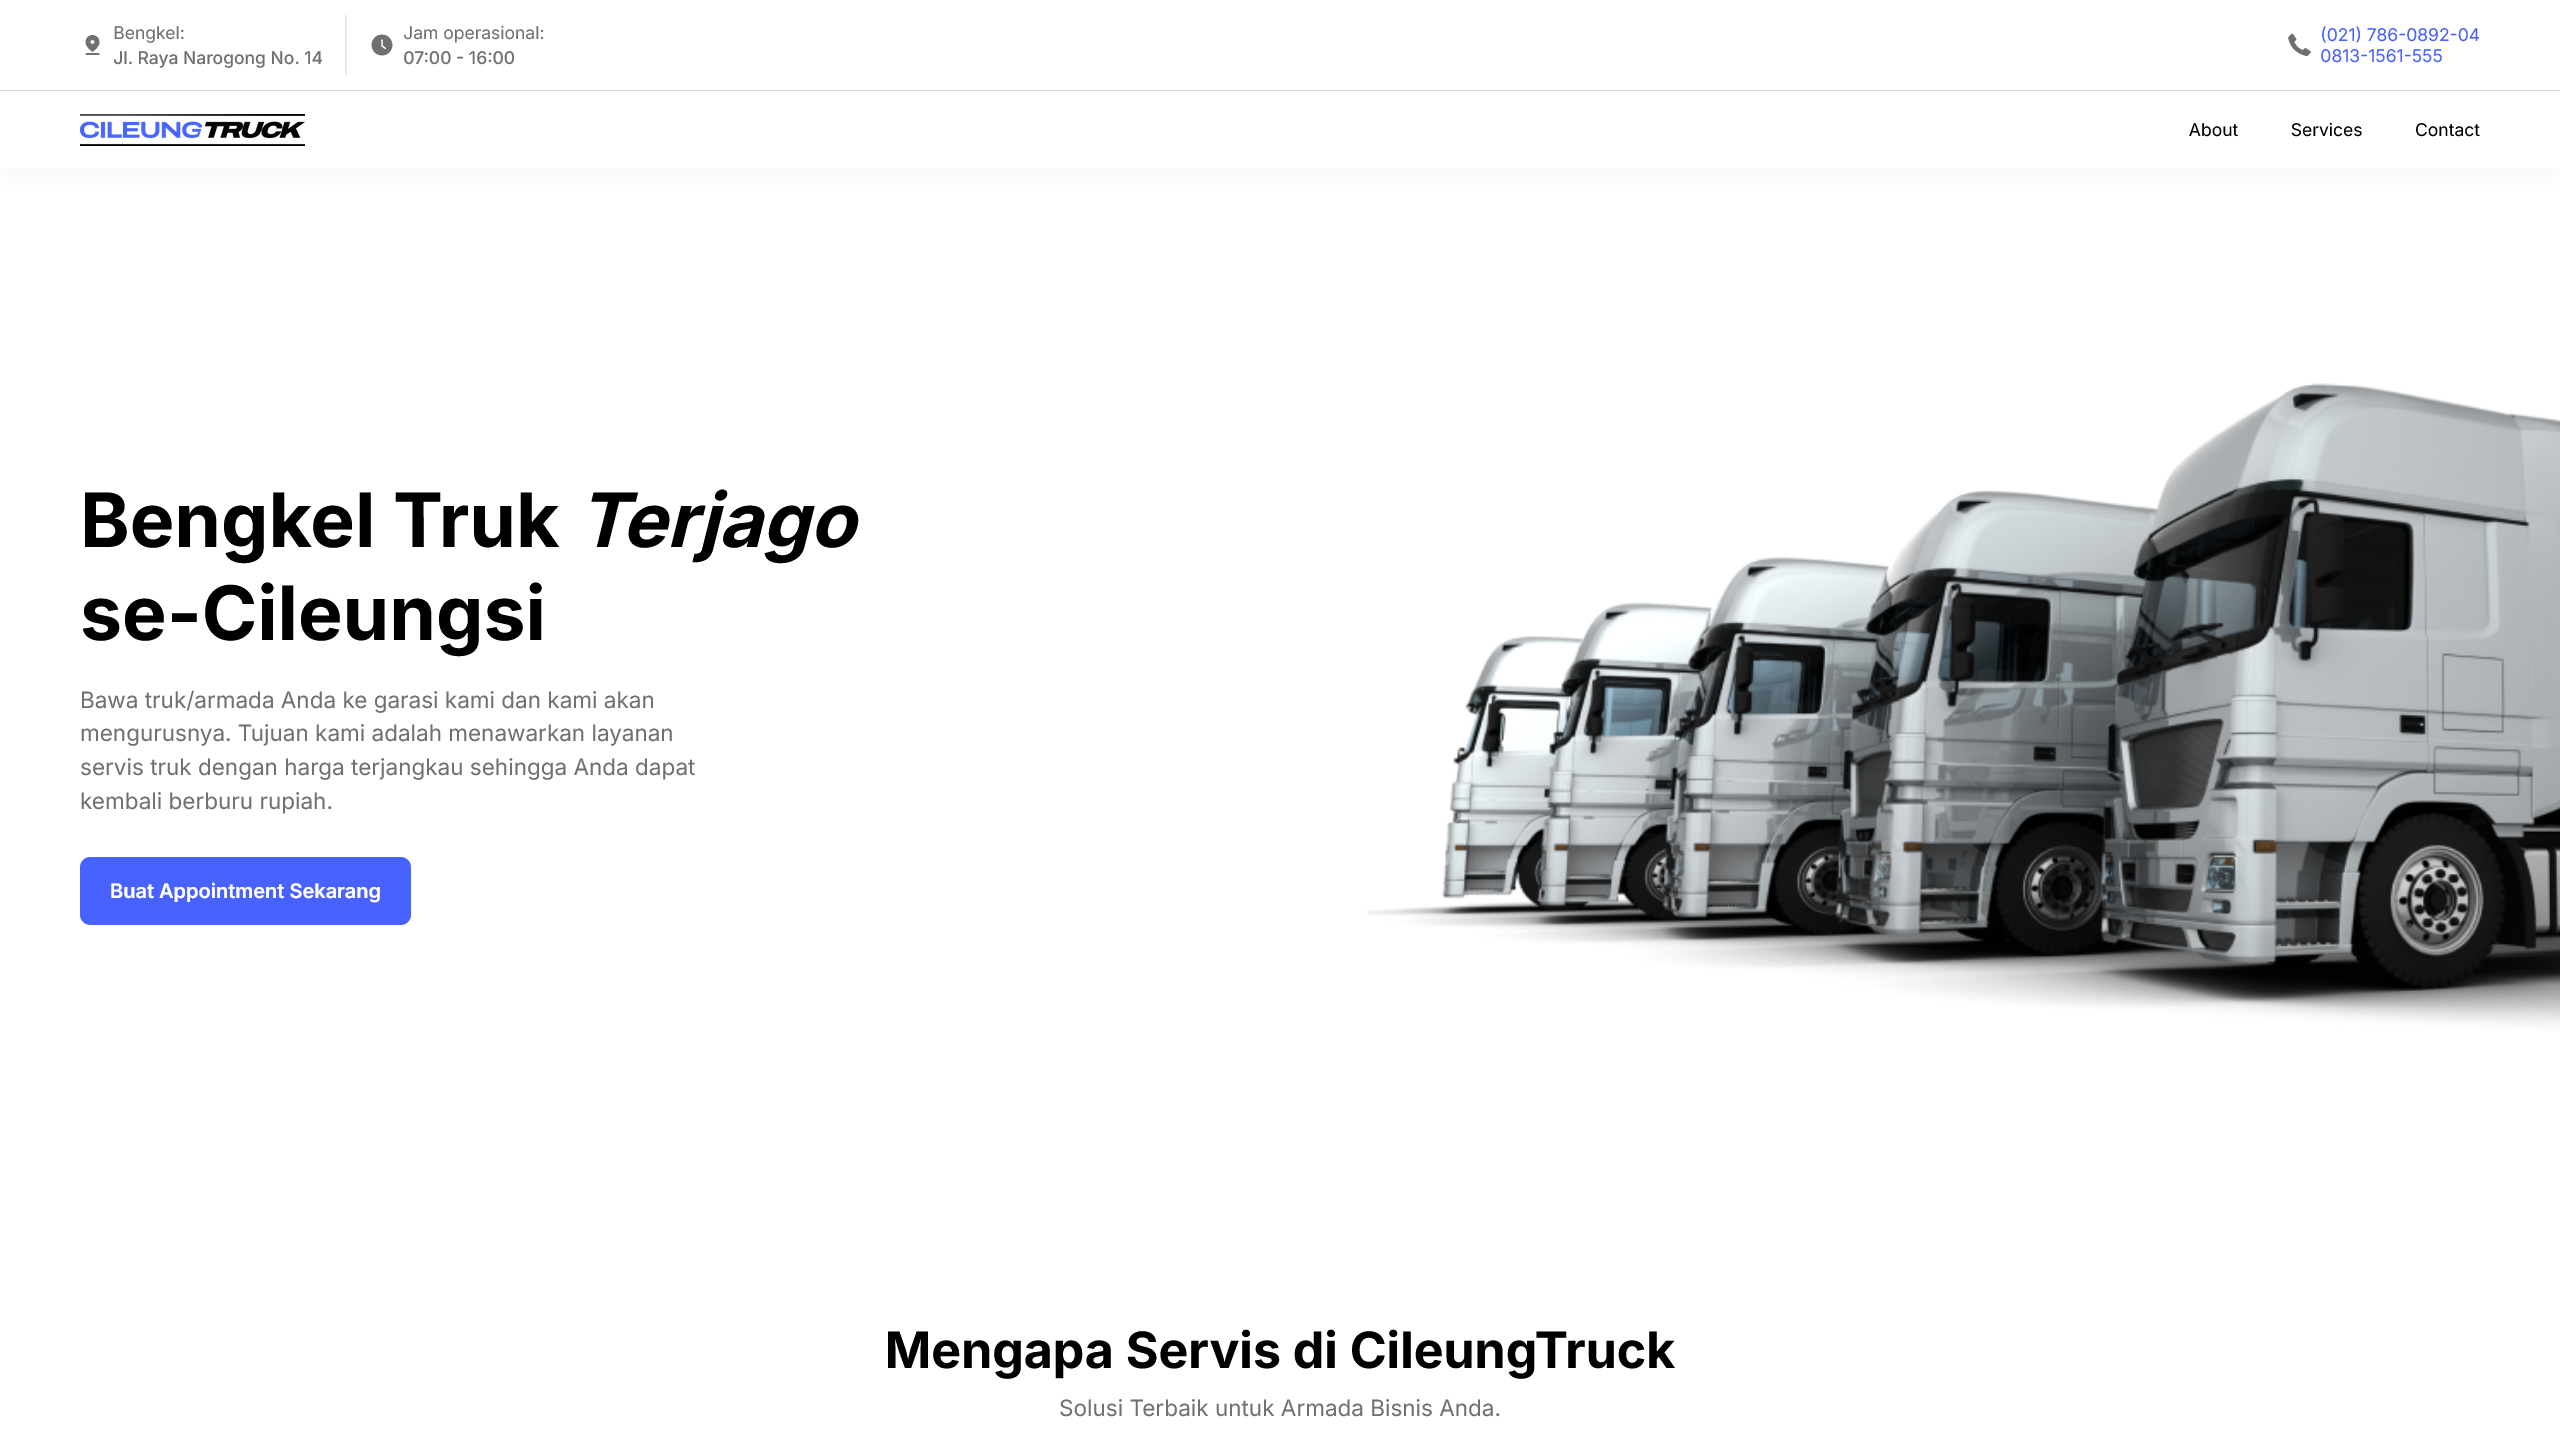 Bengkel:
Jl. Raya Narogong No. 14
Jam operasional:
07:00 - 16:00
(021) 786-0892-04
0813-1561-555
CILEUNGTRUCK
About
Services
Contact
Bengkel Truk Terjago
se-Cileungsi
Bawa truk/armada Anda ke garasi kami dan kami akan
mengurusnya. Tujuan kami adalah menawarkan layanan
servis truk dengan harga terjangkau sehingga Anda dapat
kembali berburu rupiah.
Buat Appointment Sekarang
Mengapa Servis di CileungTruck
Solusi Terbaik untuk Armada Bisnis Anda.